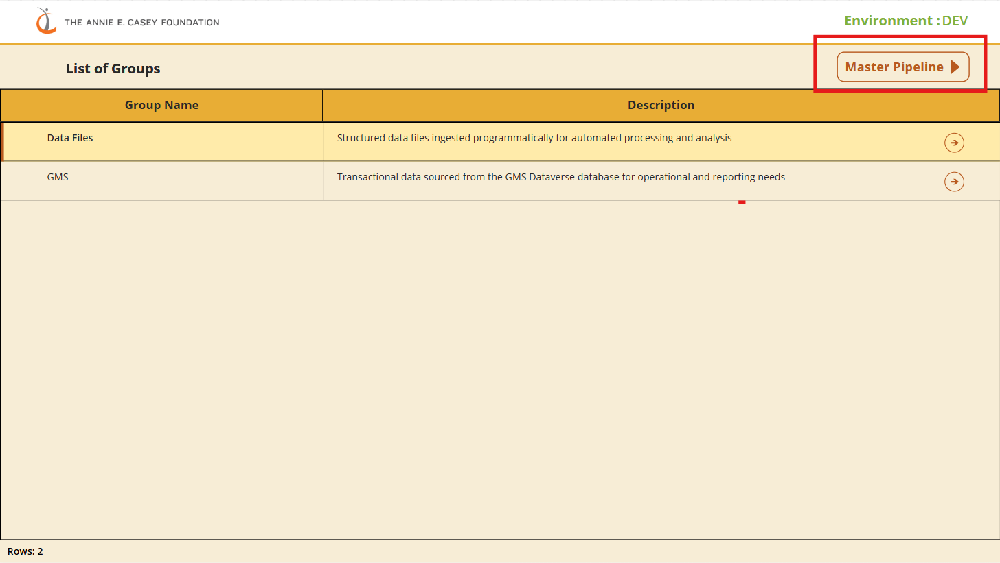 THE ANNIE E. CASEY FOUNDATION
Environment : DEV
List of Groups
Master Pipeline
Group Name Description
Data Files Structured data files ingested programmatically for automated processing and analysis
GMS Transactional data sourced from the GMS Dataverse database for operational and reporting needs
Rows: 2